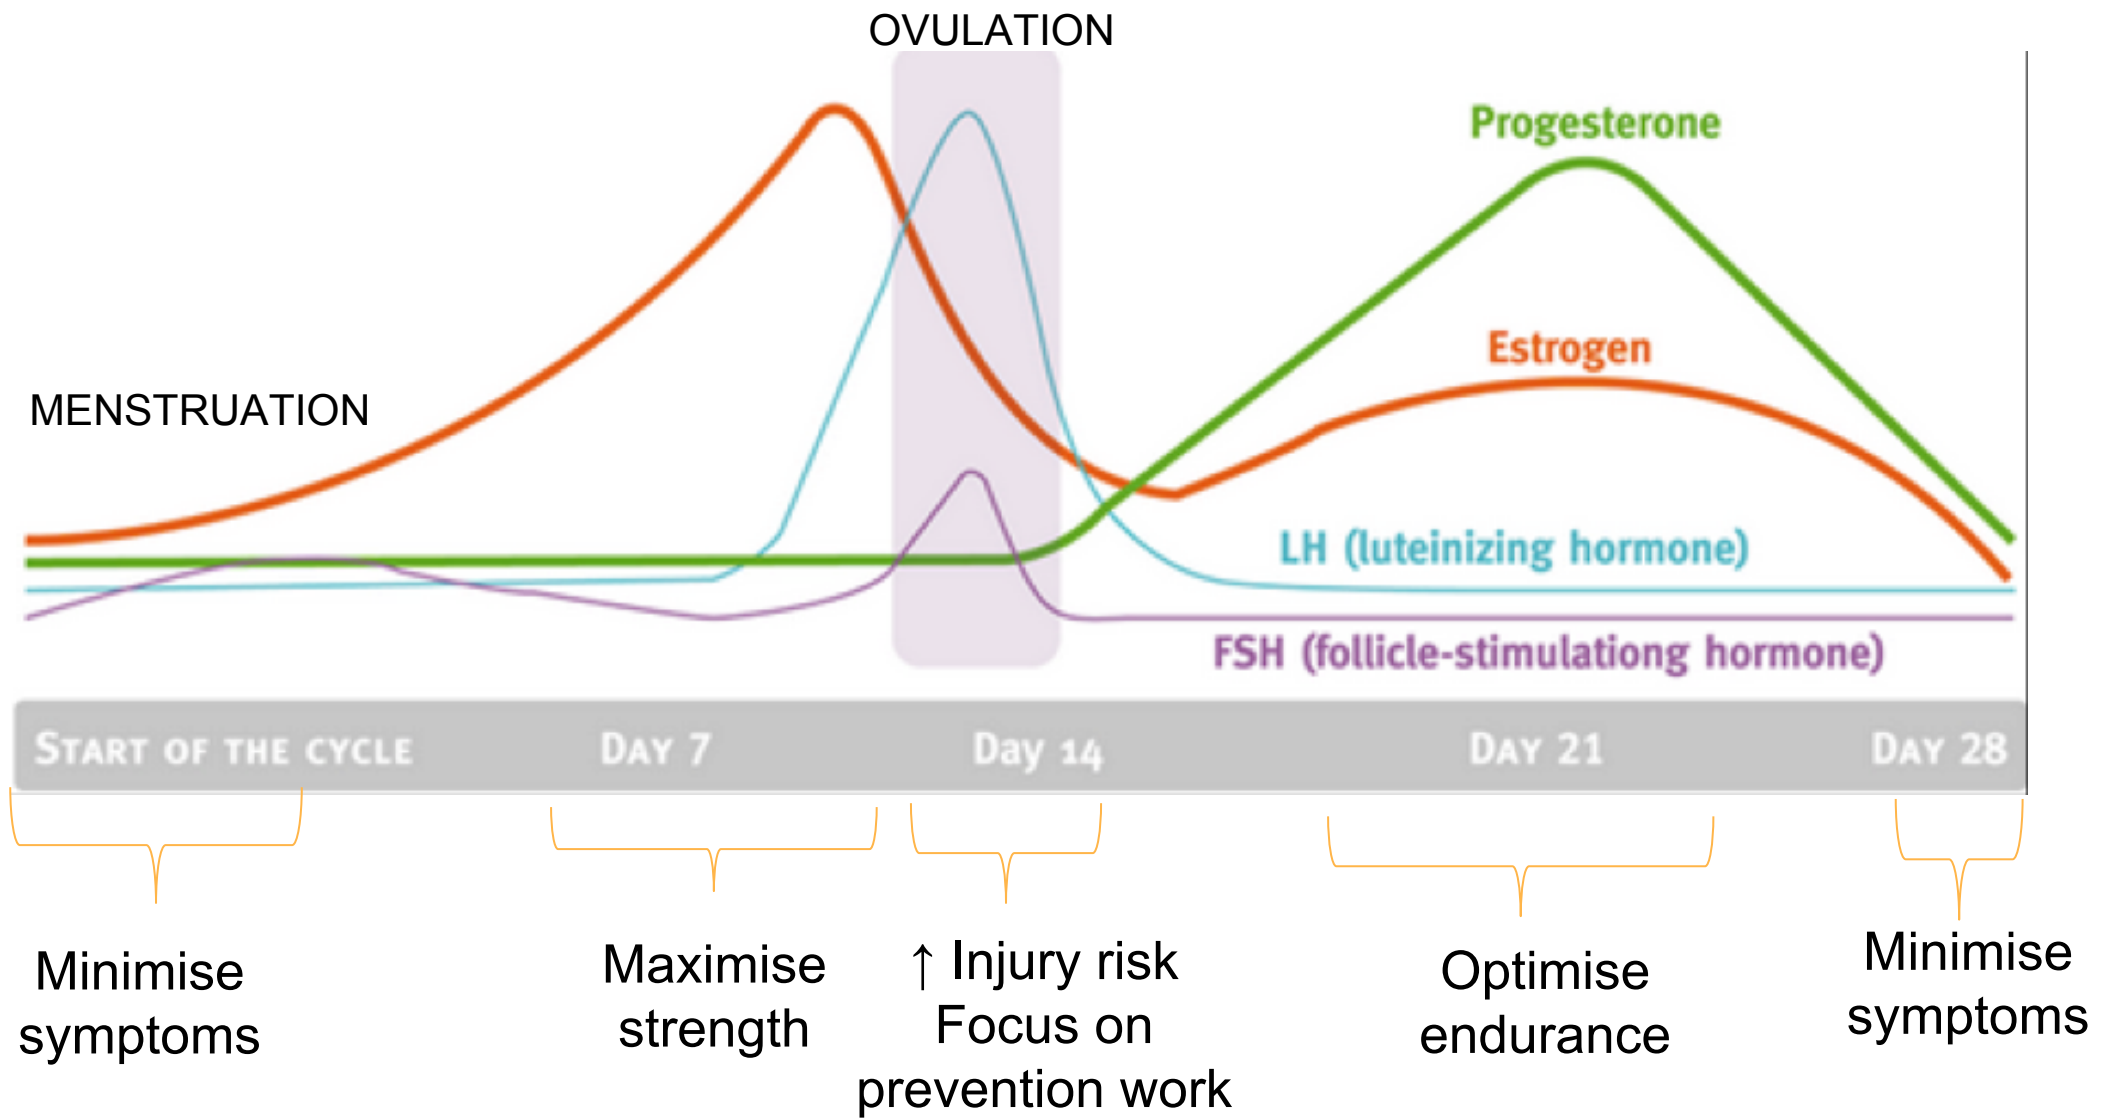 OVULATION
Progesterone
Estrogen
MENSTRUATION
LH (luteinizing hormone)
FSH (follicle-stimulationg hormone)
START OF THE CYCLE
DAY 7
Day 14
DAY 21
DAY 28
Minimise
symptoms
Maximise
strength
↑ Injury risk
Focus on
prevention work
Optimise
endurance
Minimise
symptoms